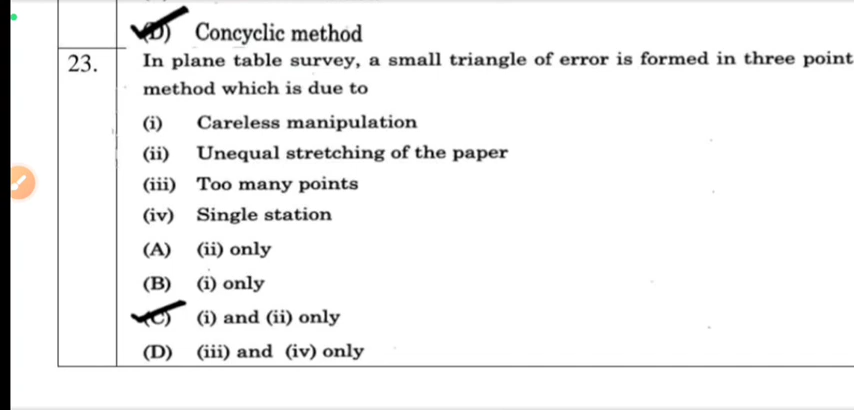 (D) Concyclic method
23. In plane table survey, a small triangle of error is formed in three point
method which is due to
(i) Careless manipulation
(ii) Unequal stretching of the paper
(iii) Too many points
(iv) Single station
(A) (ii) only
(B) (i) only
(C) (i) and (ii) only
(D) (iii) and (iv) only